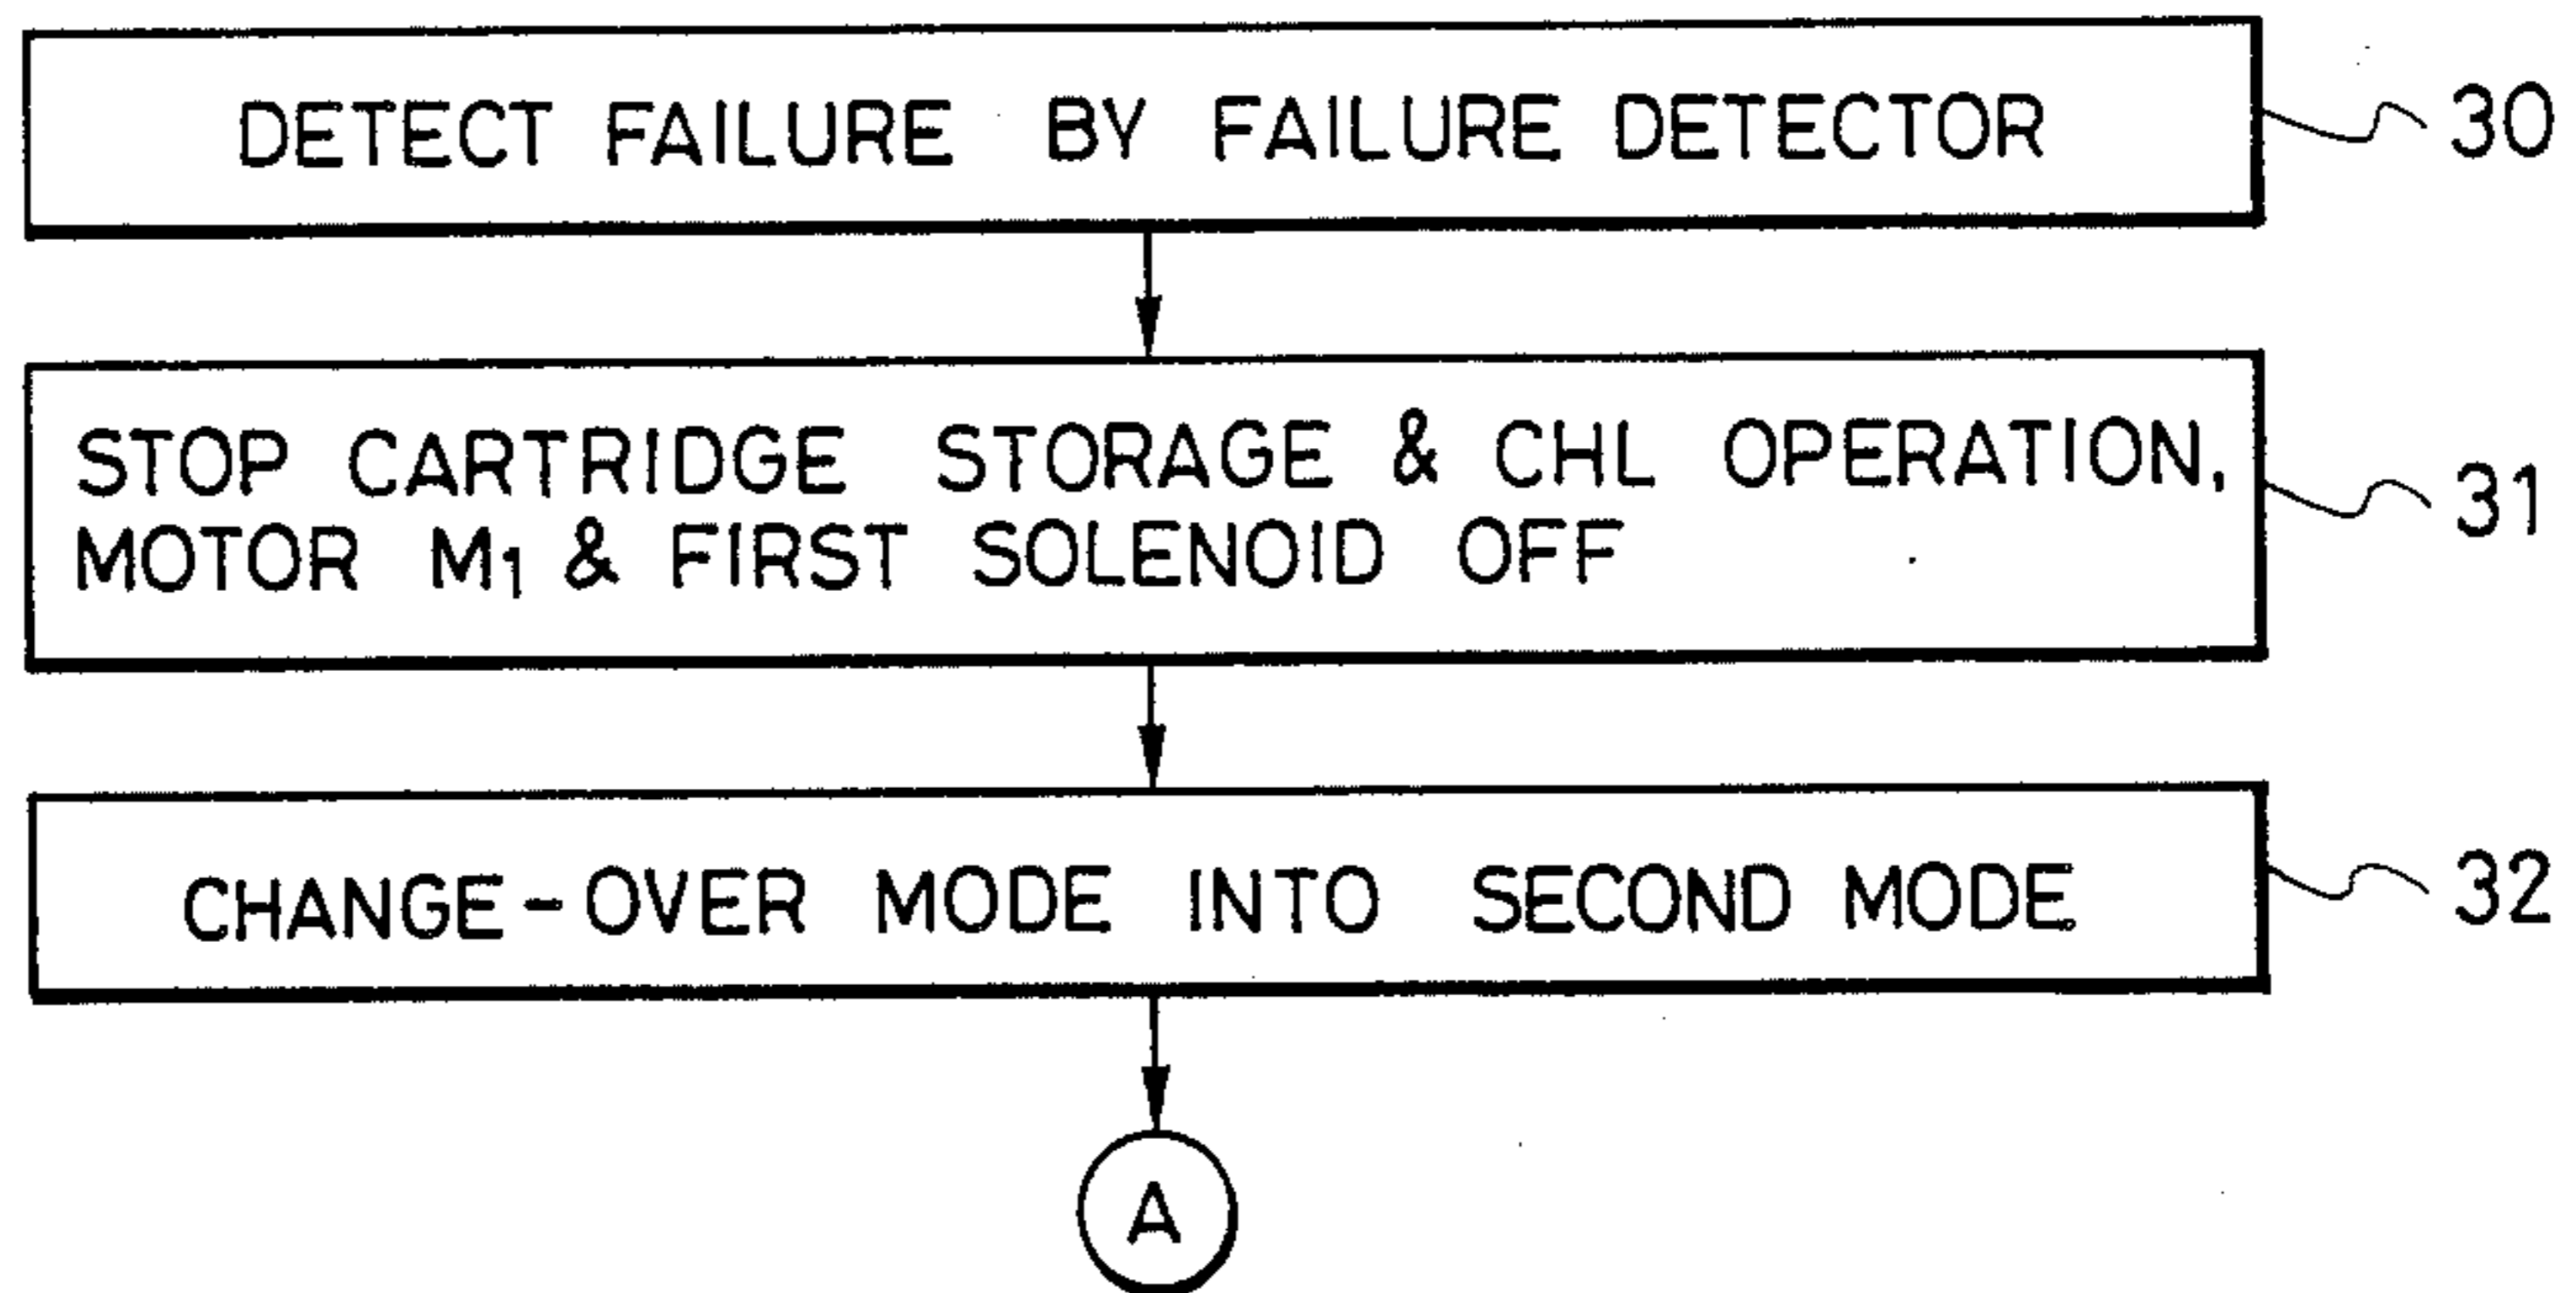 DETECT FAILURE BY FAILURE DETECTOR
30
STOP CARTRIDGE STORAGE & CHL OPERATION,
MOTOR M1 & FIRST SOLENOID OFF
31
CHANGE-OVER MODE INTO SECOND MODE
32
A